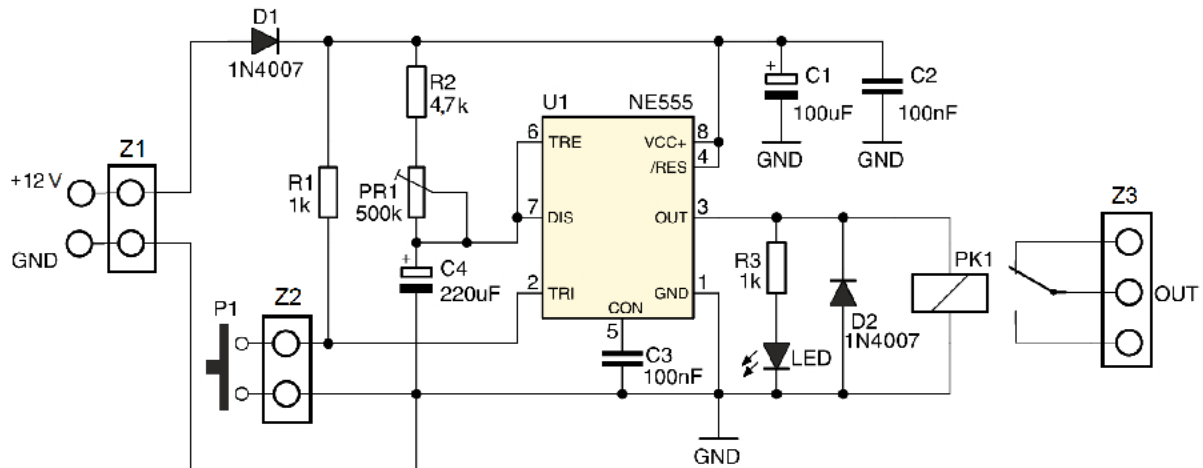 D1
1N4007
R2
4,7k
U1
NE555
C1
100uF
C2
100nF
GND
GND
6
TRE
VCC+
8
/RES
4
Z1
+12 V
GND
R1
1k
PR1
500k
7
DIS
OUT
3
C4
220uF
2
TRI
GND
1
CON
5
C3
100nF
R3
1k
LED
D2
1N4007
PK1
Z3
OUT
P1
Z2
GND
+
+